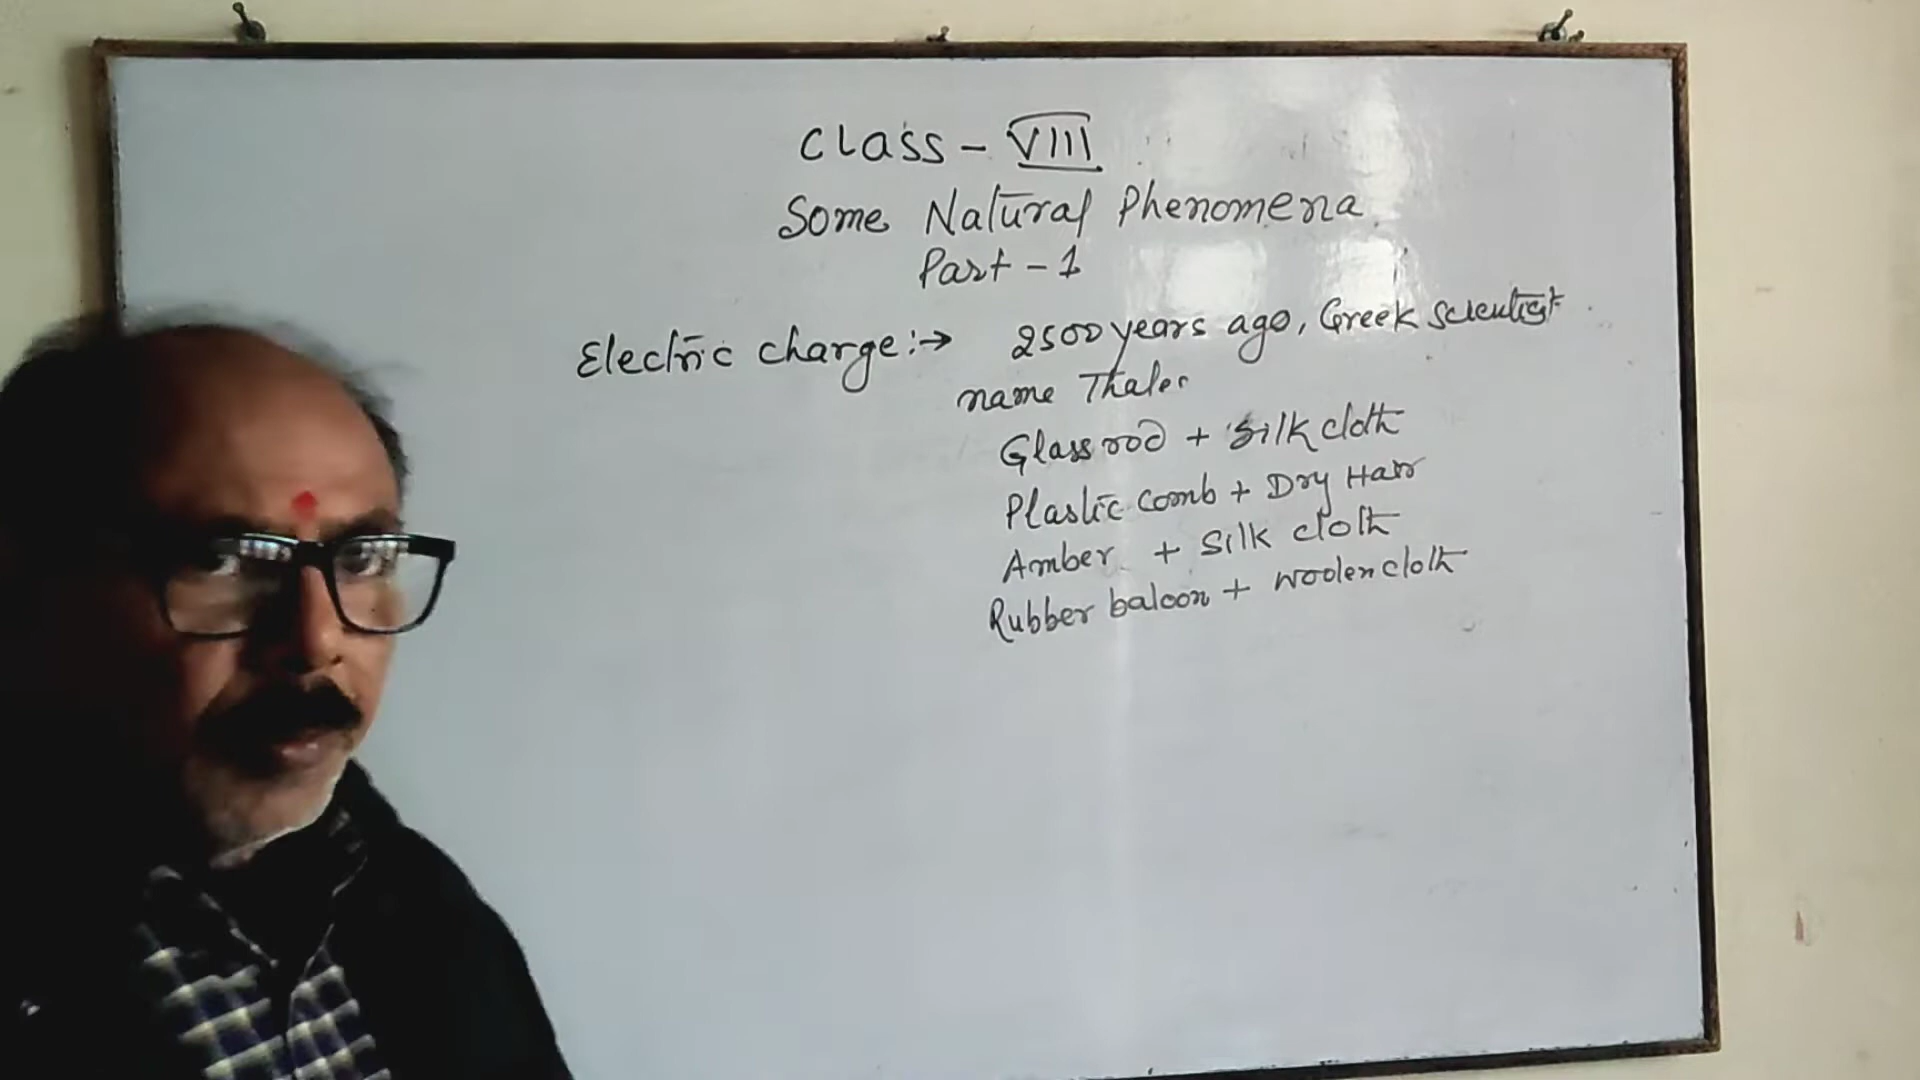 Class - VIII
Some Natural Phenomena
Part - 1
Electric charge :→ 2500 years ago, Greek Scientist
name Thales
Glass rod + Silk cloth
Plastic Comb + Dry Hair
Amber + Silk cloth
Rubber baloon + woolen cloth